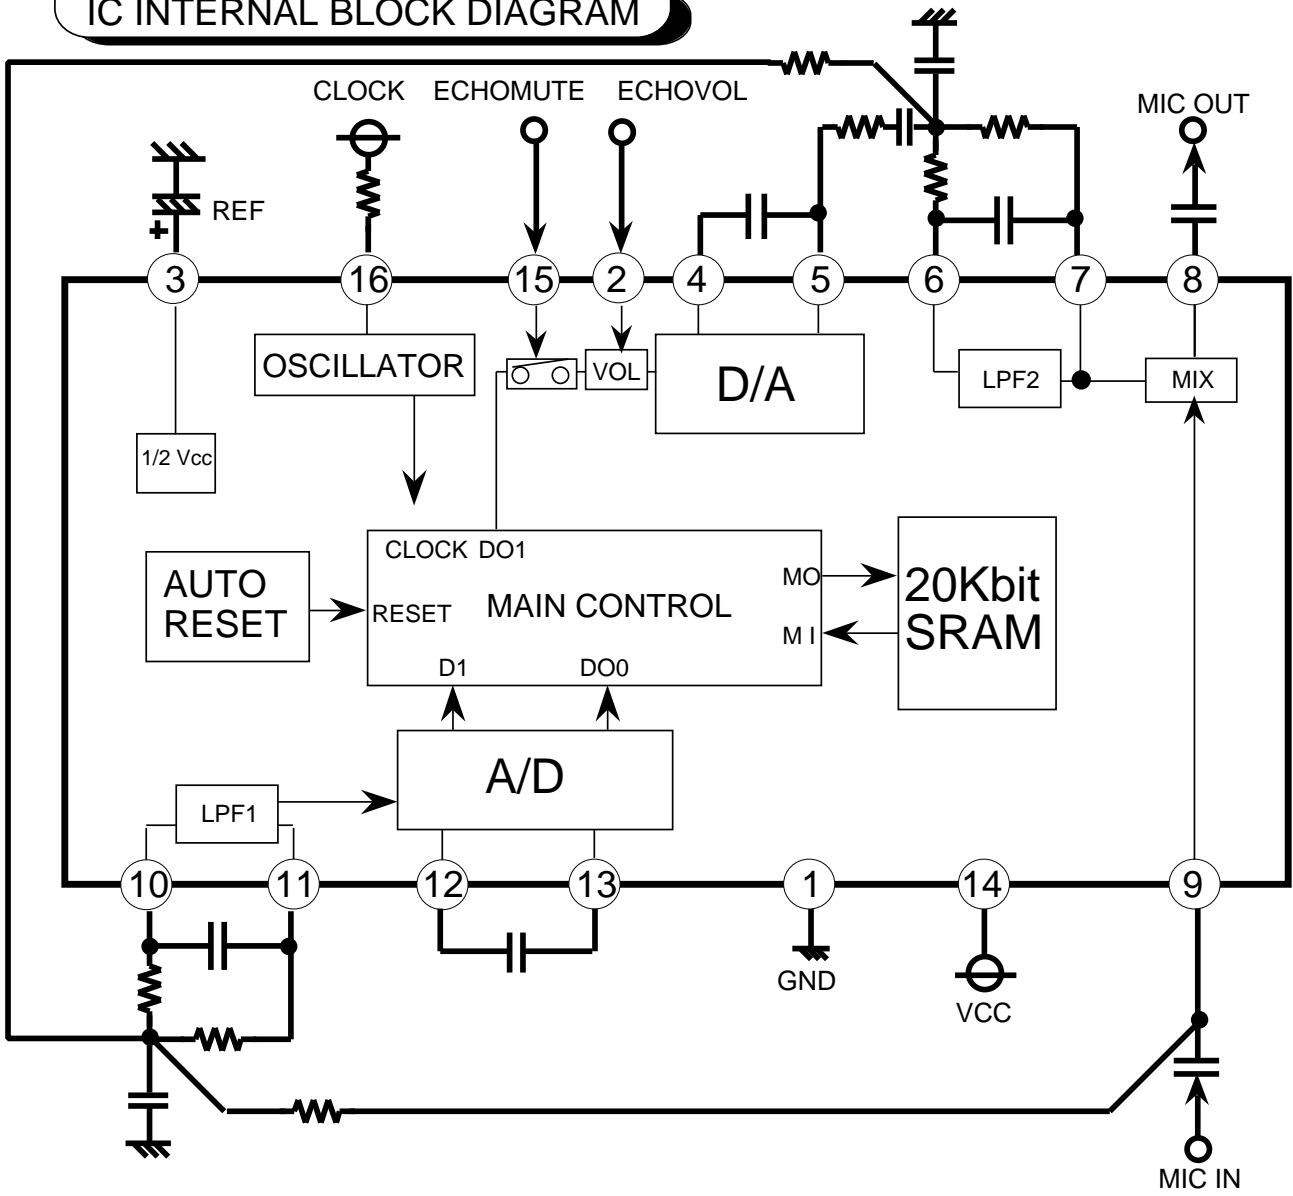 IC INTERNAL BLOCK DIAGRAM
CLOCK ECHOMUTE ECHOVOL
MIC OUT
REF
+
3 16 15 2 4 5 6 7 8
OSCILLATOR
VOL
D/A
LPF2
MIX
1/2 Vcc
CLOCK DO1
AUTO
RESET
RESET
MAIN CONTROL
MO
M I
20Kbit
SRAM
D1
DO0
A/D
LPF1
10 11 12 13 1 14 9
GND
VCC
MIC IN